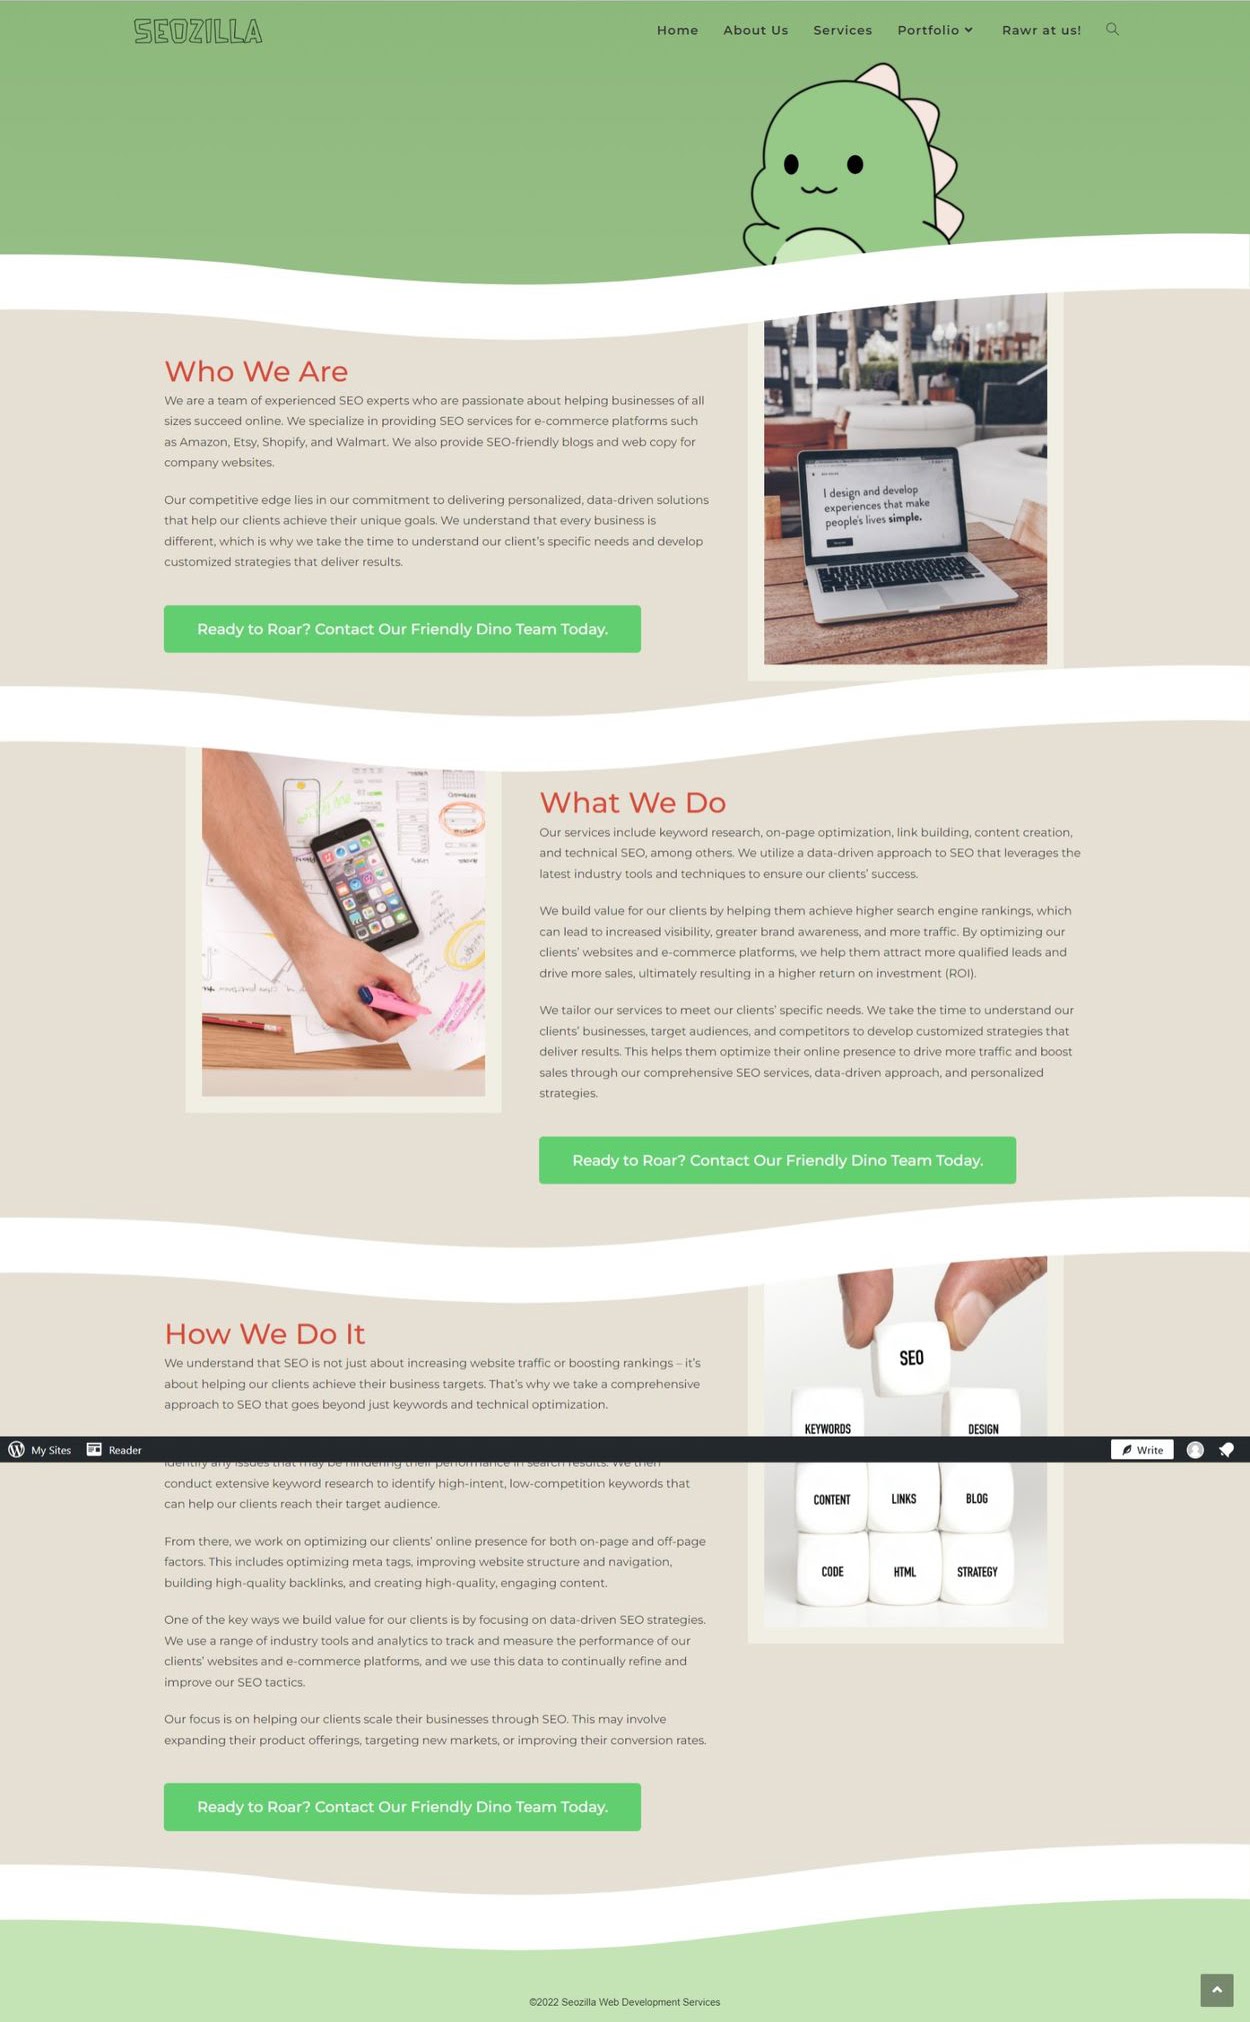 SEOZILLA
Home
About Us
Services
Portfolio
Rawr at us!
Who We Are
We are a team of experienced SEO experts who are passionate about helping businesses of all
sizes succeed online. We specialize in providing SEO services for e-commerce platforms such
as Amazon, Etsy, Shopify, and Walmart. We also provide SEO-friendly blogs and web copy for
company websites.
Our competitive edge lies in our commitment to delivering personalized, data-driven solutions
that help our clients achieve their unique goals. We understand that every business is
different, which is why we take the time to understand our client's specific needs and develop
customized strategies that deliver results.
Ready to Roar? Contact Our Friendly Dino Team Today.
I design and develop
experiences that make
people's lives simple.
What We Do
Our services include keyword research, on-page optimization, link building, content creation,
and technical SEO, among others. We utilize a data-driven approach to SEO that leverages the
latest industry tools and techniques to ensure our clients' success.
We build value for our clients by helping them achieve higher search engine rankings, which
can lead to increased visibility, greater brand awareness, and more traffic. By optimizing our
clients' websites and e-commerce platforms, we help them attract more qualified leads and
drive more sales, ultimately resulting in a higher return on investment (ROI).
We tailor our services to meet our clients' specific needs. We take the time to understand our
clients' businesses, target audiences, and competitors to develop customized strategies that
deliver results. This helps them optimize their online presence to drive more traffic and boost
sales through our comprehensive SEO services, data-driven approach, and personalized
strategies.
Ready to Roar? Contact Our Friendly Dino Team Today.
How We Do It
We understand that SEO is not just about increasing website traffic or boosting rankings – it's
about helping our clients achieve their business targets. That's why we take a comprehensive
approach to SEO that goes beyond just keywords and technical optimization.
SEO
KEYWORDS
DESIGN
My Sites
Reader
Write
identify any issues that may be hindering their performance in search results. We then
conduct extensive keyword research to identify high-intent, low-competition keywords that
can help our clients reach their target audience.
CONTENT
LINKS
BLOG
CODE
HTML
STRATEGY
From there, we work on optimizing our clients' online presence for both on-page and off-page
factors. This includes optimizing meta tags, improving website structure and navigation,
building high-quality backlinks, and creating high-quality, engaging content.
One of the key ways we build value for our clients is by focusing on data-driven SEO strategies.
We use a range of industry tools and analytics to track and measure the performance of our
clients' websites and e-commerce platforms, and we use this data to continually refine and
improve our SEO tactics.
Our focus is on helping our clients scale their businesses through SEO. This may involve
expanding their product offerings, targeting new markets, or improving their conversion rates.
Ready to Roar? Contact Our Friendly Dino Team Today.
©2022 Seozilla Web Development Services